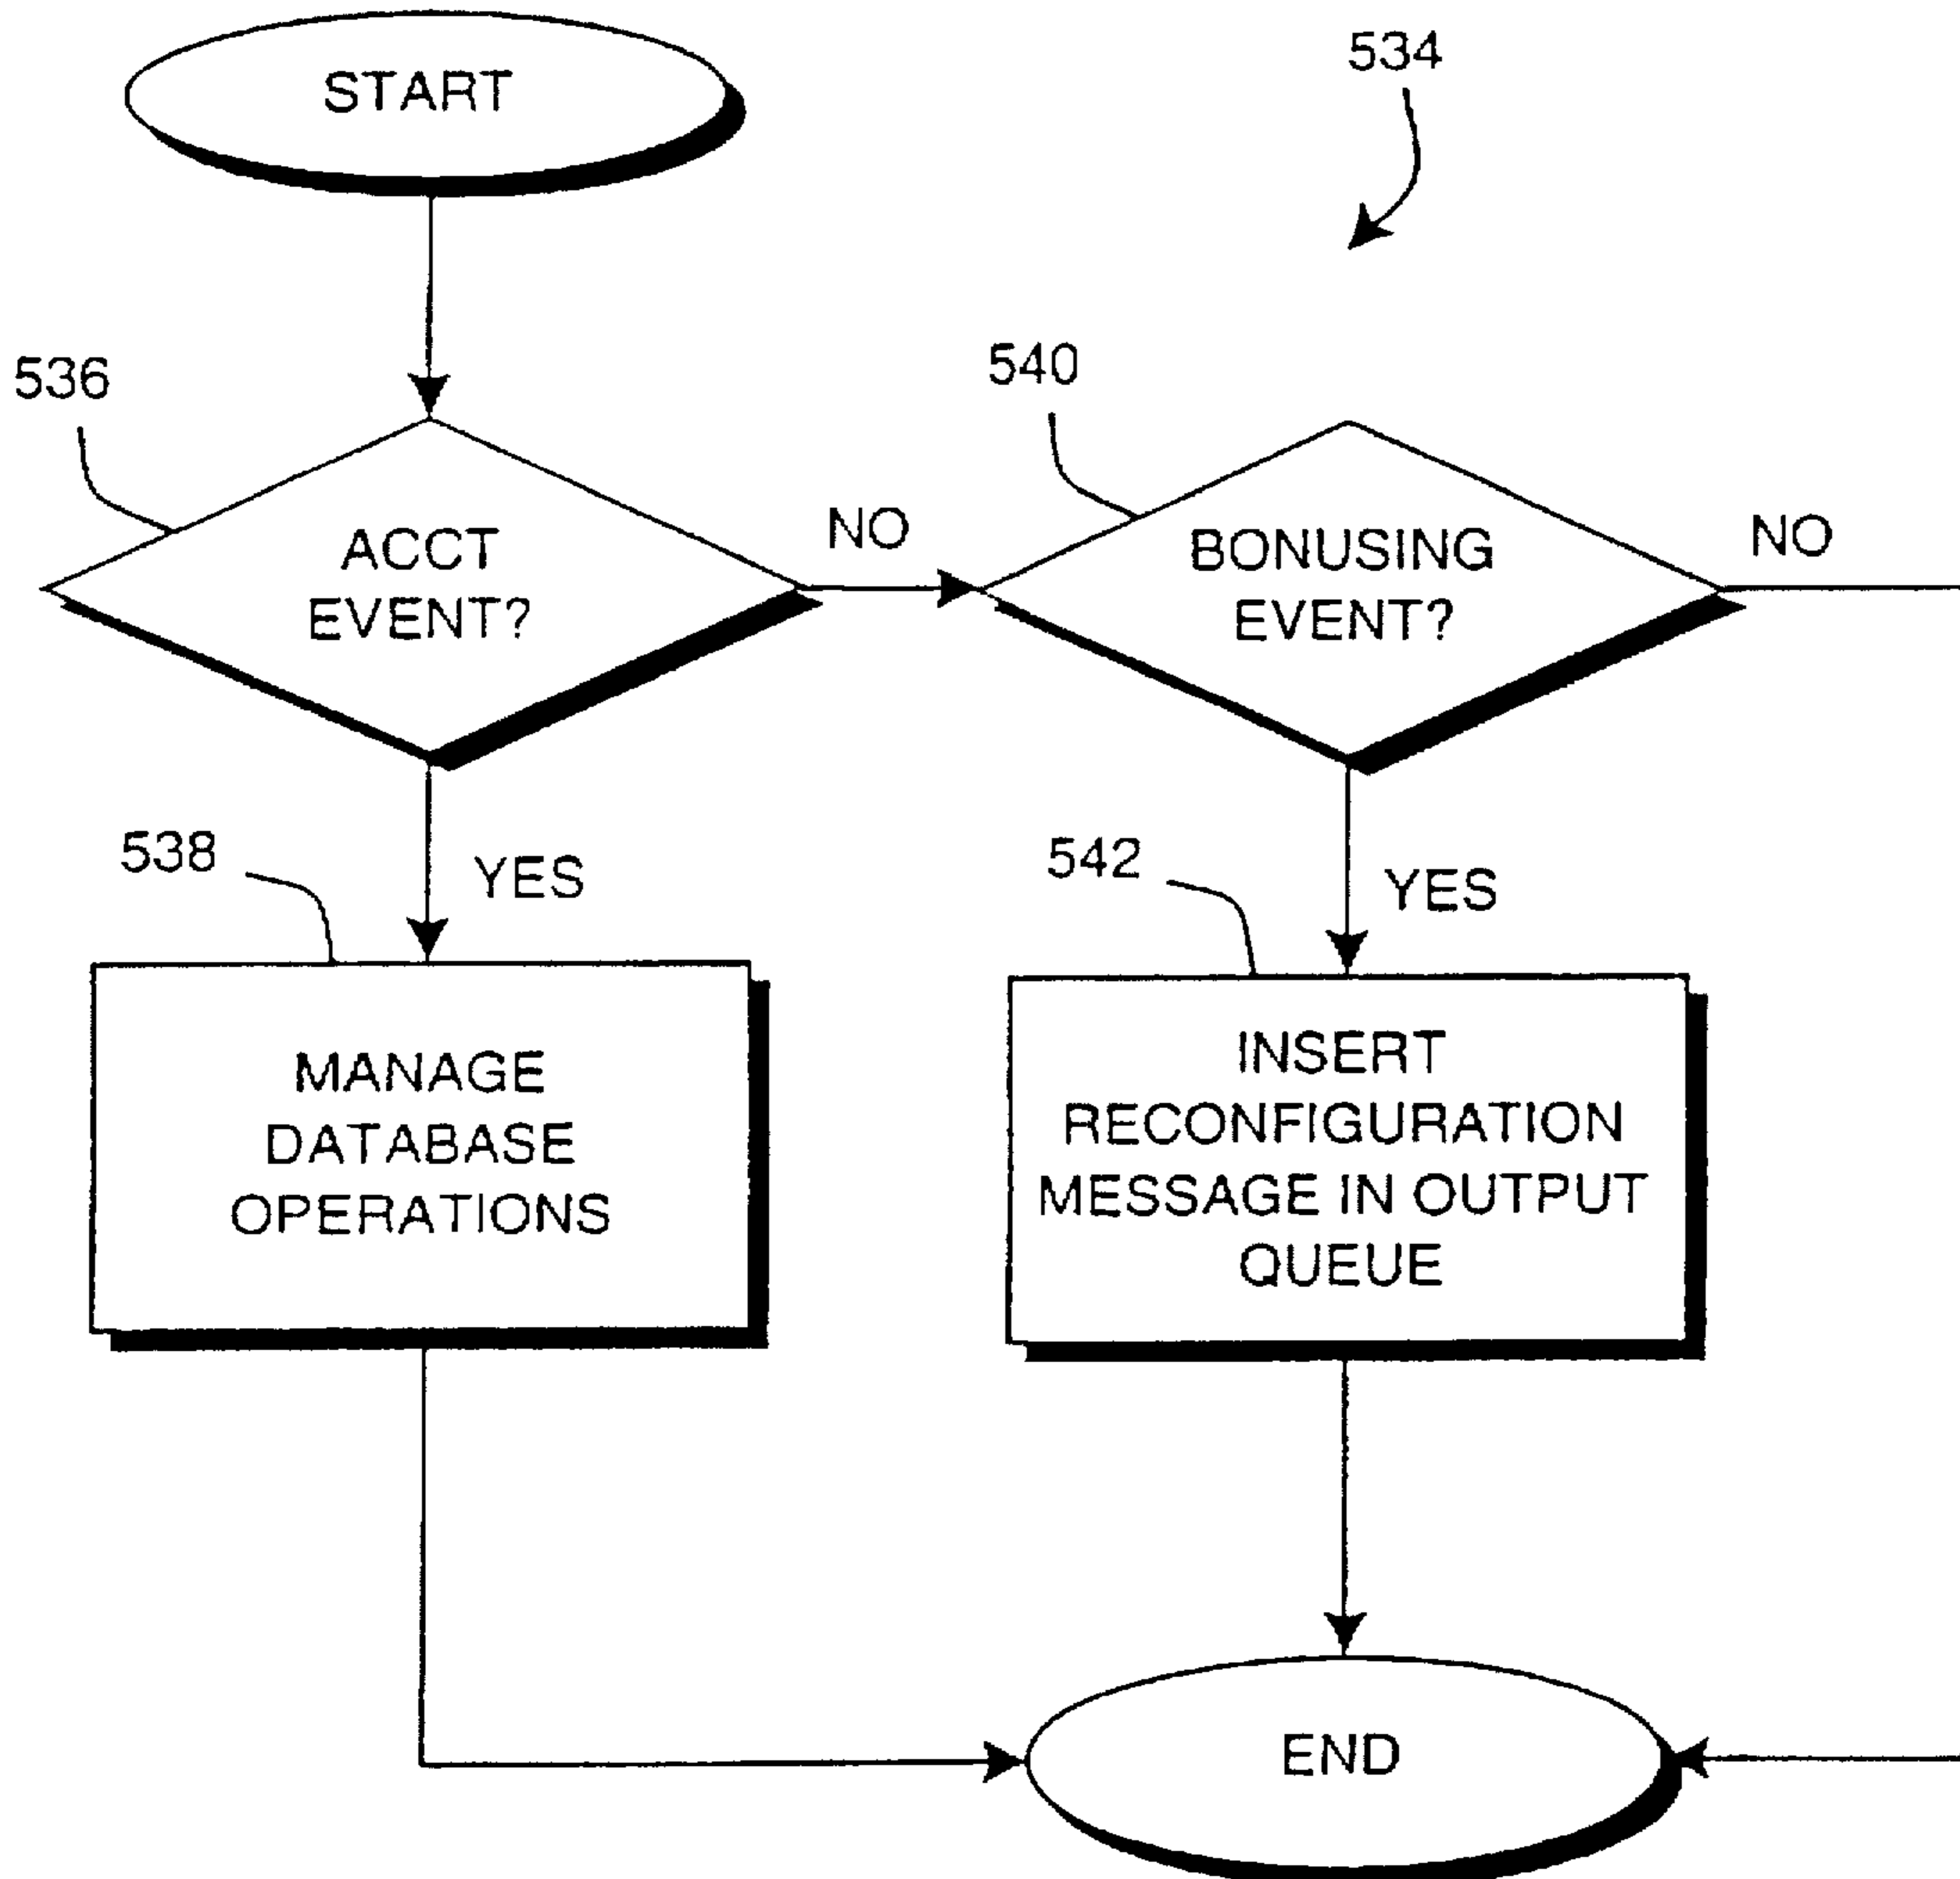 START
534
536
ACCT
EVENT?
NO
540
BONUSING
EVENT?
NO
538
YES
542
YES
MANAGE
DATABASE
OPERATIONS
INSERT
RECONFIGURATION
MESSAGE IN OUTPUT
QUEUE
END